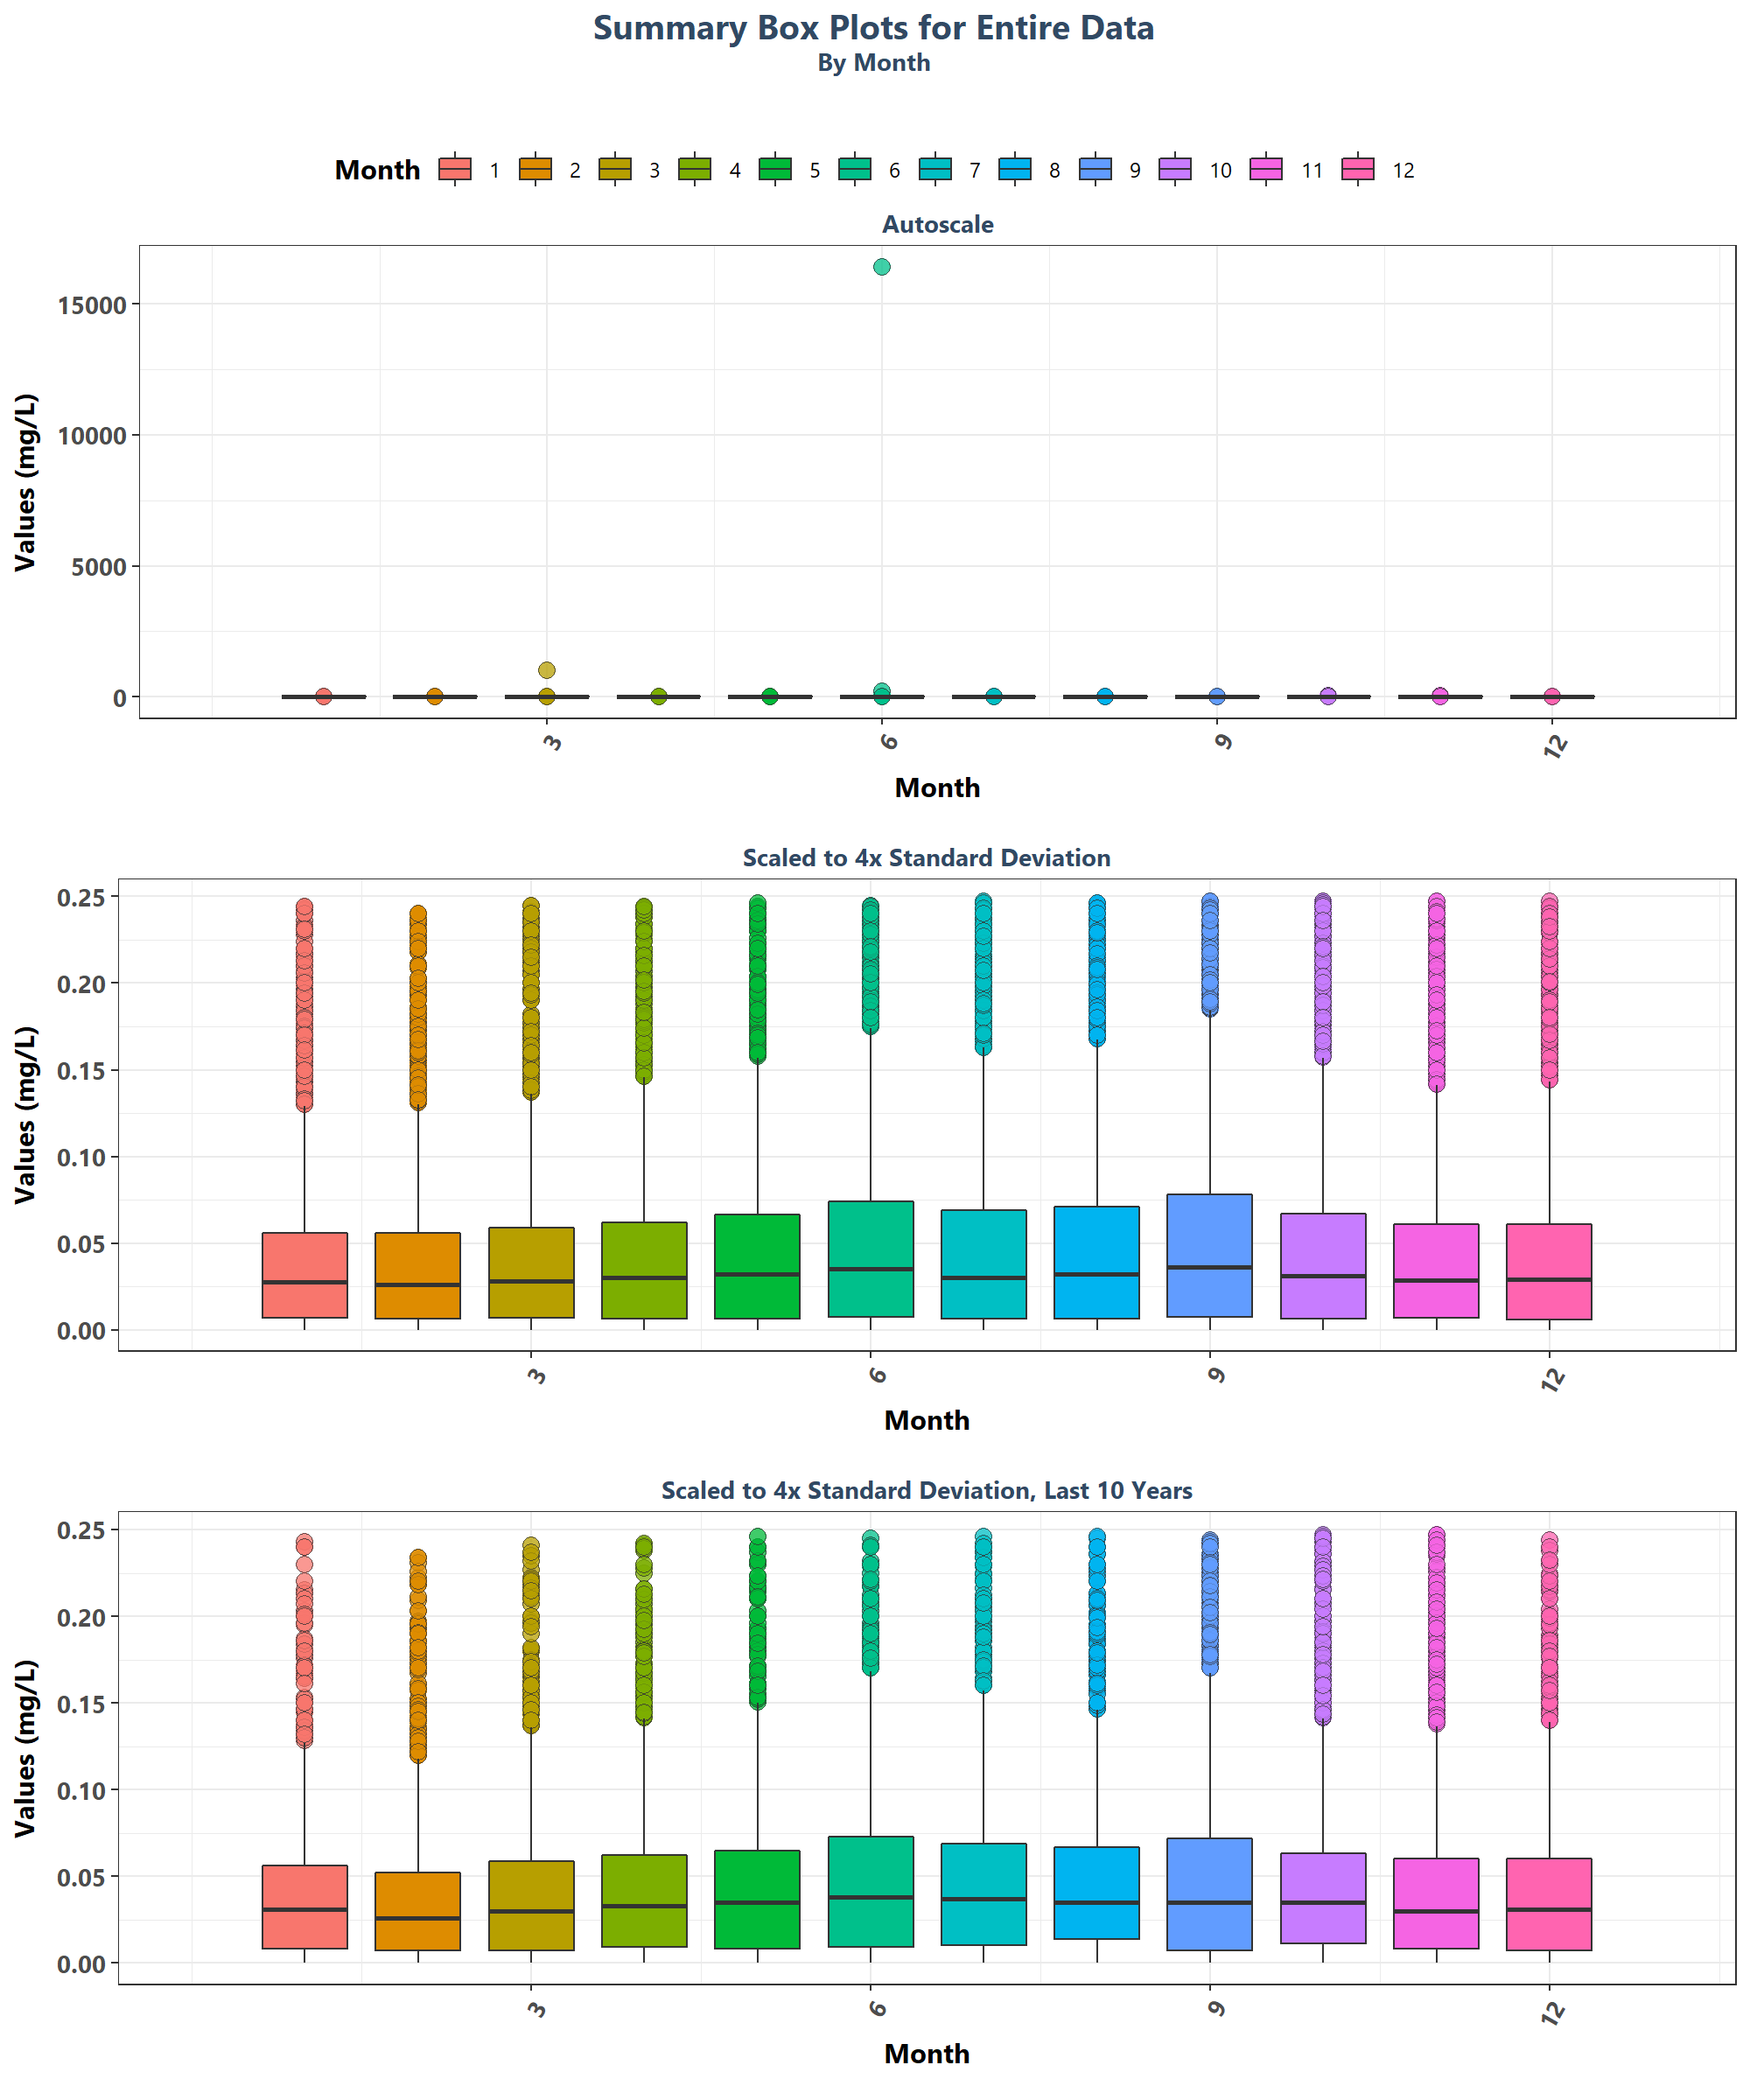 Summary Box Plots for Entire Data
By Month
Month 1 2 3 4 5 6 7 8 9 10 11 12
Autoscale
Values (mg/L)
15000
10000
5000
0
3 6 9 12
Month
Scaled to 4x Standard Deviation
Values (mg/L)
0.25
0.20
0.15
0.10
0.05
0.00
3 6 9 12
Month
Scaled to 4x Standard Deviation, Last 10 Years
Values (mg/L)
0.25
0.20
0.15
0.10
0.05
0.00
3 6 9 12
Month